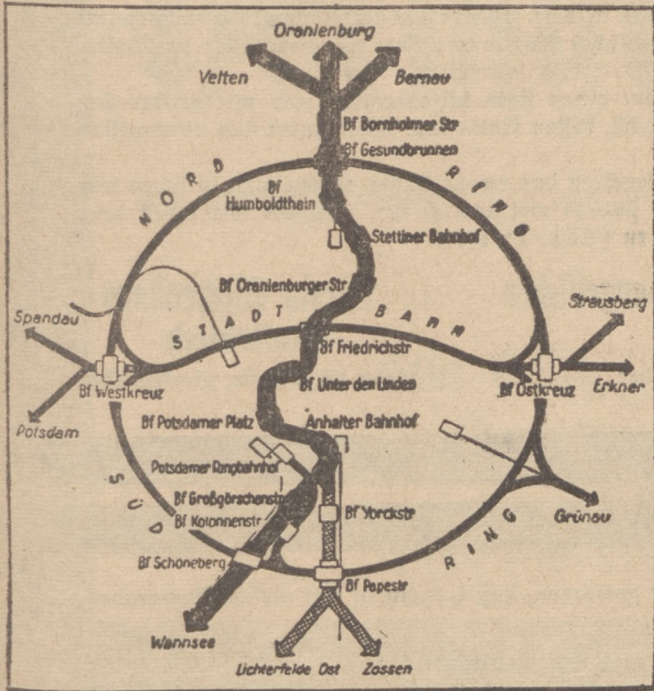 Oranienburg
Velten
Bernau
Bf Bornholmer Str
Bf Gesundbrunnen
NORD
RING
Bf
Humboldthein
Stettiner Bahnhof
Bf Oranienburger Str
Strausberg
Spandau
STADT
BAHN
Bf Friedrichstr
Bf Westkreuz
Bf Unter den Linden
Bf Ostkreuz
Erkner
Potsdam
Bf Potsdamer Platz
Anhalter Bahnhof
Potsdamer Ringbahnhof
Bf Großgörschenstr
Bf Yorckstr
Grünau
SÜD
RING
Bf Kolonnenstr
Bf Schöneberg
Bf Papestr
Wannsee
Lichterfelde Ost
Zossen